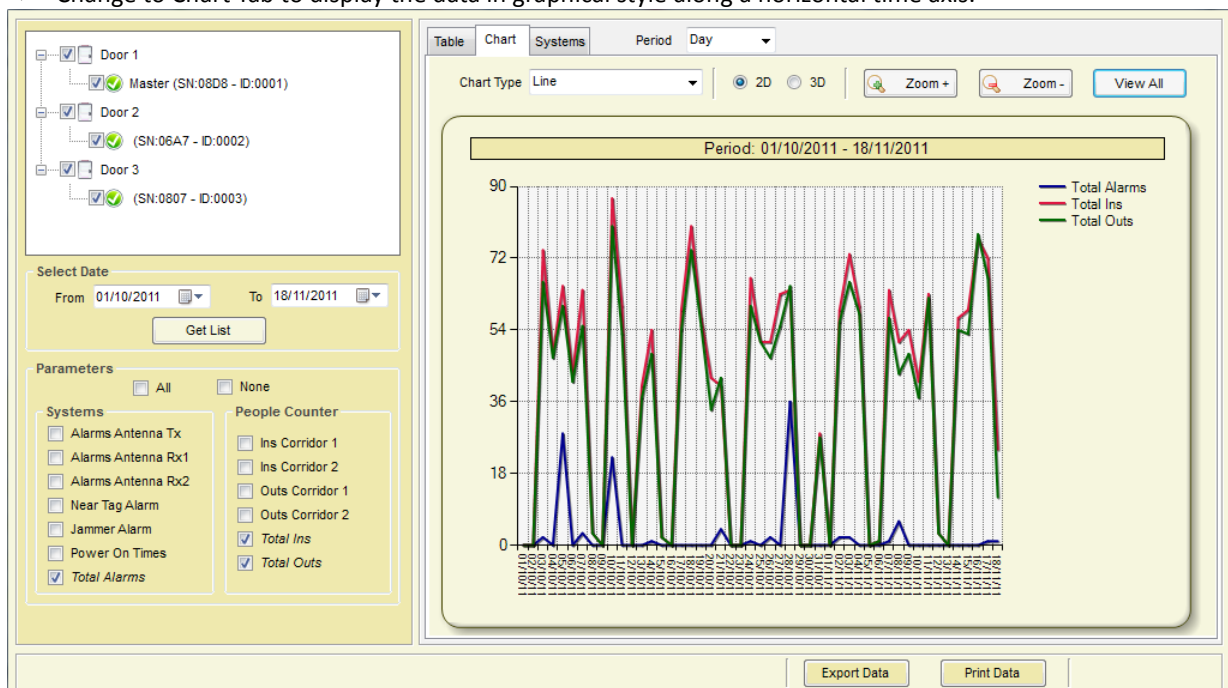 Change to Chart Tab to display the data in graphical style along a horizontal time axis.
Door 1
Master (SN:08D8 - ID:0001)
Door 2
(SN:06A7 - ID:0002)
Door 3
(SN:0807 - ID:0003)
Select Date
From 01/10/2011 To 18/11/2011
Get List
Parameters
All None
Systems
Alarms Antenna Tx
Alarms Antenna Rx1
Alarms Antenna Rx2
Near Tag Alarm
Jammer Alarm
Power On Times
Total Alarms
People Counter
Ins Corridor 1
Ins Corridor 2
Outs Corridor 1
Outs Corridor 2
Total Ins
Total Outs
Table Chart Systems Period Day
Chart Type Line 2D 3D Zoom + Zoom - View All
Period: 01/10/2011 - 18/11/2011
Total Alarms
Total Ins
Total Outs
90
72
54
36
18
0
Export Data Print Data